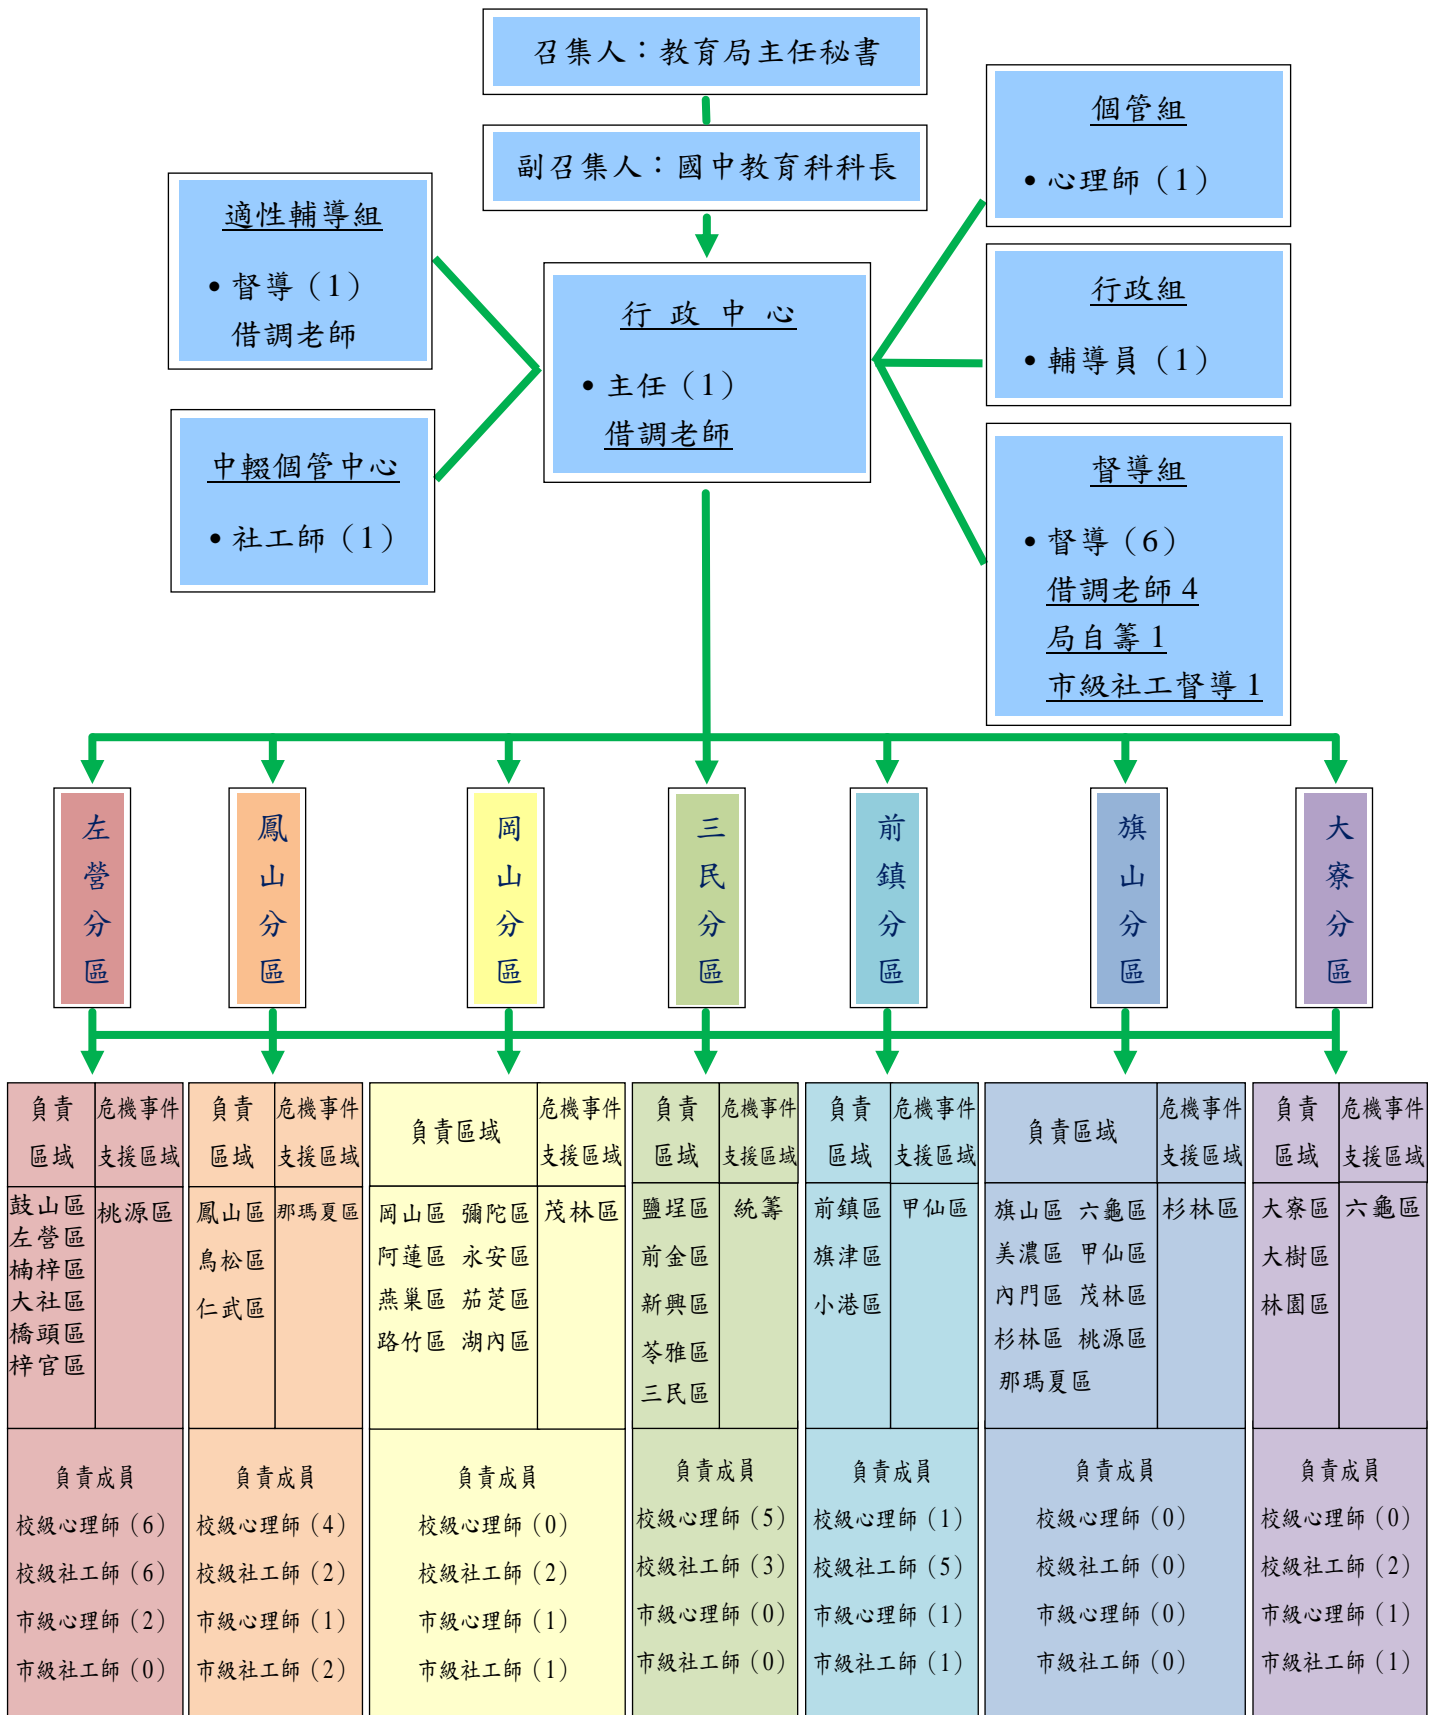 召集人：教育局主任秘書
副召集人：國中教育科科長
適性輔導組
• 督導（1）
借調老師
中輟個管中心
• 社工師（1）
行政中心
• 主任（1）
借調老師
個管組
• 心理師（1）
行政組
• 輔導員（1）
督導組
• 督導（6）
借調老師 4
局自籌 1
市級社工督導 1
左營分區
鳳山分區
岡山分區
三民分區
前鎮分區
旗山分區
大寮分區
負責
區域
危機事件
支援區域
鼓山區
左營區
楠梓區
大社區
橋頭區
梓官區
桃源區
負責成員
校級心理師（6）
校級社工師（6）
市級心理師（2）
市級社工師（0）
負責
區域
危機事件
支援區域
鳳山區
鳥松區
仁武區
那瑪夏區
負責成員
校級心理師（4）
校級社工師（2）
市級心理師（1）
市級社工師（2）
負責區域
危機事件
支援區域
岡山區 彌陀區
阿蓮區 永安區
燕巢區 茄萣區
路竹區 湖內區
茂林區
負責成員
校級心理師（0）
校級社工師（2）
市級心理師（1）
市級社工師（1）
負責
區域
危機事件
支援區域
鹽埕區
前金區
新興區
苓雅區
三民區
統籌
負責成員
校級心理師（5）
校級社工師（3）
市級心理師（0）
市級社工師（0）
負責
區域
危機事件
支援區域
前鎮區
旗津區
小港區
甲仙區
負責成員
校級心理師（1）
校級社工師（5）
市級心理師（1）
市級社工師（1）
負責區域
危機事件
支援區域
旗山區 六龜區
美濃區 甲仙區
內門區 茂林區
杉林區 桃源區
那瑪夏區
杉林區
負責成員
校級心理師（0）
校級社工師（0）
市級心理師（0）
市級社工師（0）
負責
區域
危機事件
支援區域
大寮區
大樹區
林園區
六龜區
負責成員
校級心理師（0）
校級社工師（2）
市級心理師（1）
市級社工師（1）